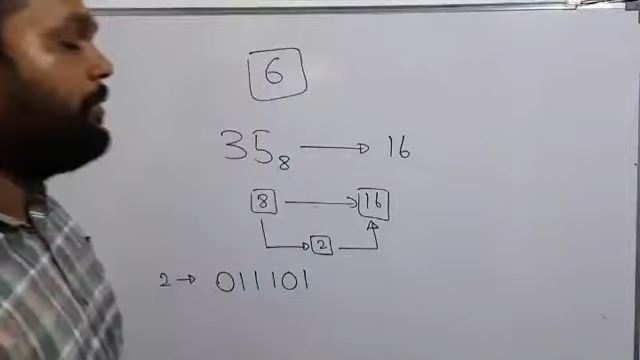 6
35₈ → 16
8 → 16
2
2 → 011101